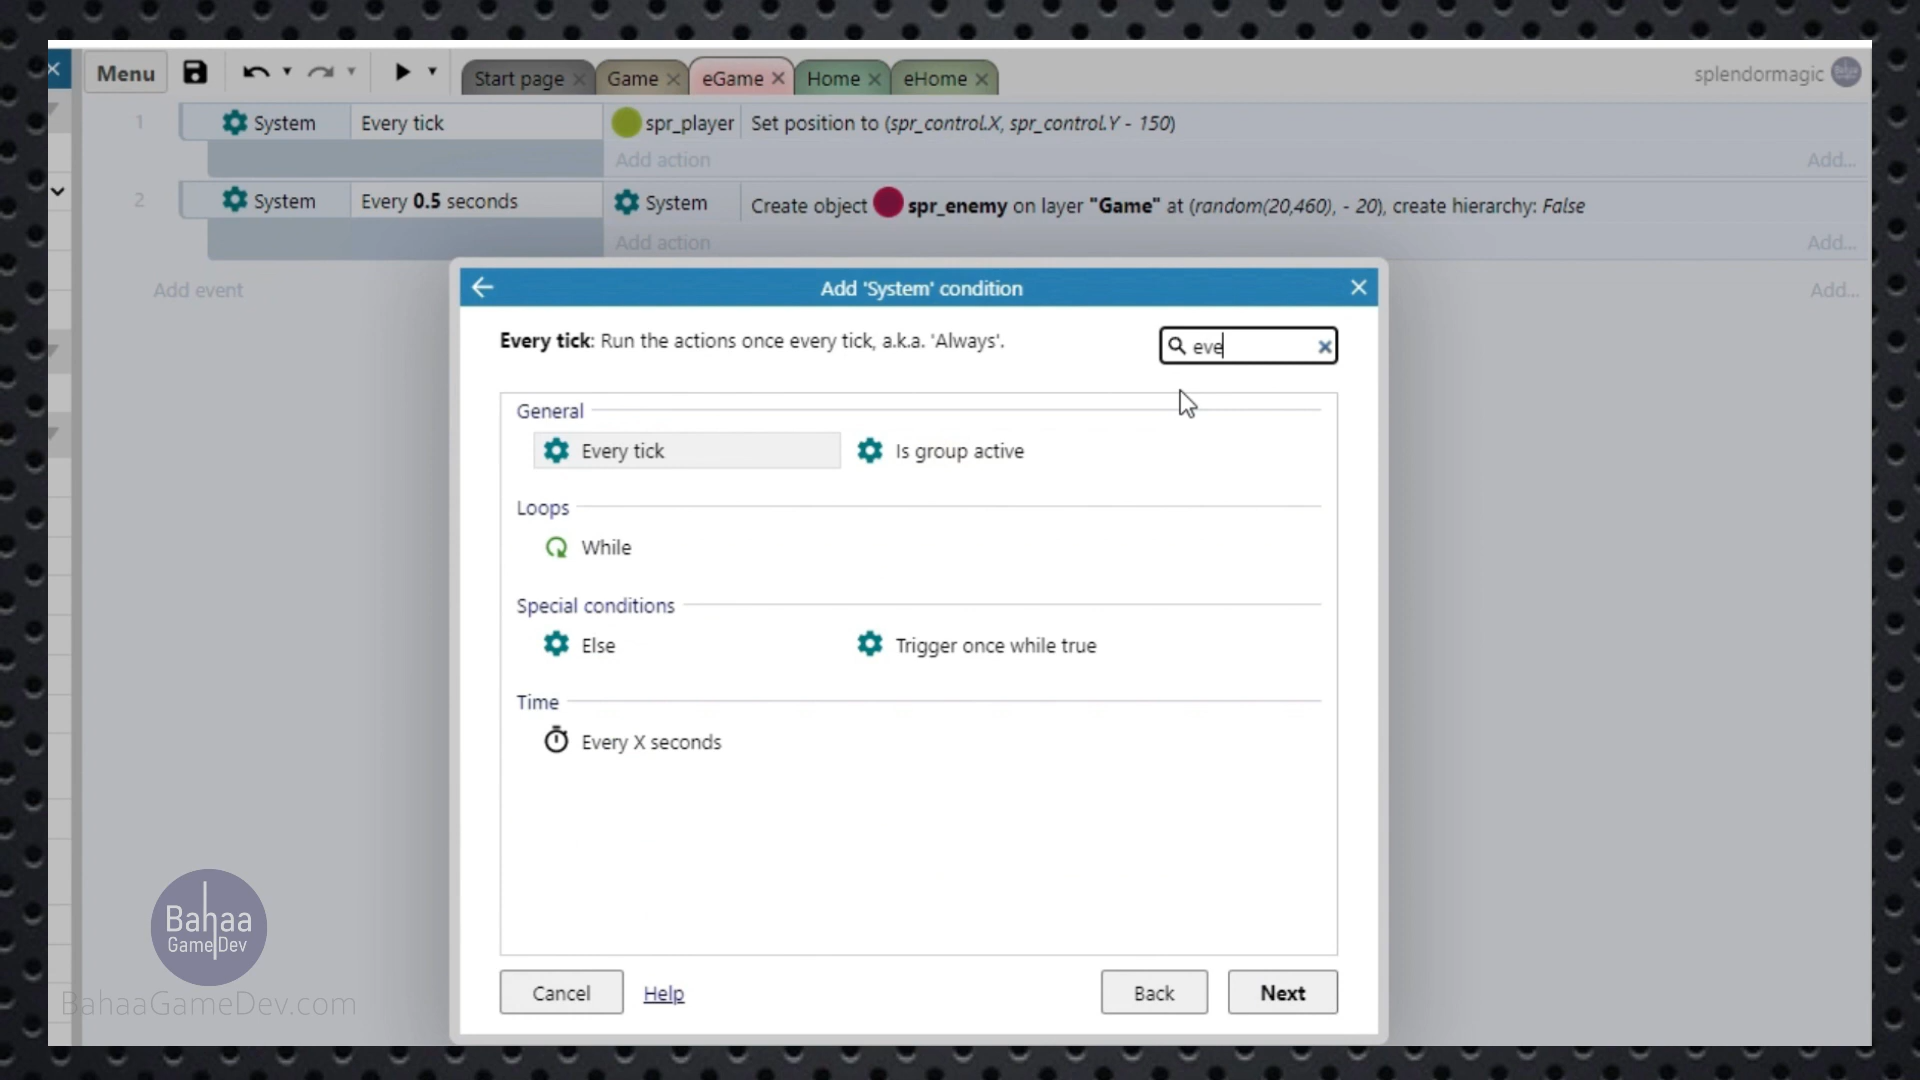 Menu
Start page
Game
eGame
Home
eHome
splendormagic
1 System Every tick spr_player Set position to (spr_control.X, spr_control.Y - 150)
Add action Add...
2 System Every 0.5 seconds System Create object spr_enemy on layer "Game" at (random(20,460), - 20), create hierarchy: False
Add action Add...
Add event Add...
Add 'System' condition
Every tick: Run the actions once every tick, a.k.a. 'Always'.
eve
General
Every tick Is group active
Loops
While
Special conditions
Else Trigger once while true
Time
Every X seconds
Cancel Help Back Next
Bahaa
GameDev
BahaaGameDev.com